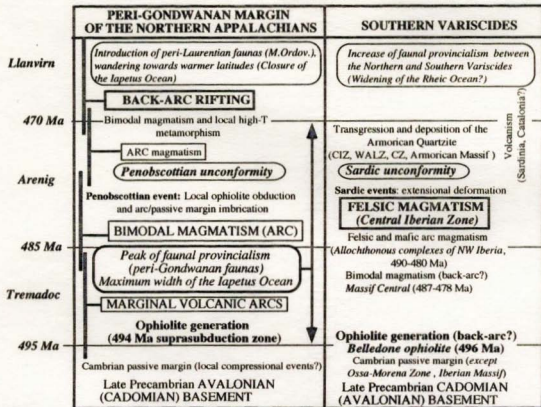 PERI-GONDWANAN MARGIN
OF THE NORTHERN APPALACHIANS
SOUTHERN VARISCIDES
Llanvirn
470 Ma
Arenig
485 Ma
Tremadoc
495 Ma
Introduction of peri-Laurentian faunas (M.Ordov.),
wandering towards warmer latitudes (Closure of
the Iapetus Ocean)
BACK-ARC RIFTING
Bimodal magmatism and local high-T
metamorphism
ARC magmatism
Penobscottian unconformity
Penobscottian event: Local ophiolite obduction
and arc/passive margin imbrication
BIMODAL MAGMATISM (ARC)
Peak of faunal provincialism
(peri-Gondwanan faunas)
Maximum width of the Iapetus Ocean
MARGINAL VOLCANIC ARCS
Ophiolite generation
(494 Ma suprasubduction zone)
Cambrian passive margin (local compressional events?)
Late Precambrian AVALONIAN
(CADOMIAN) BASEMENT
Increase of faunal provincialism between
the Northern and Southern Variscides
(Widening of the Rheic Ocean?)
Transgression and deposition of the
Armorican Quartzite
(CIZ, WALZ, CZ, Armorican Massif)
Volcanism
(Sardinia, Catalonia?)
Sardic unconformity
Sardic events: extensional deformation
FELSIC MAGMATISM
(Central Iberian Zone)
Felsic and mafic arc magmatism
(Allochthonous complexes of NW Iberia,
490-480 Ma)
Bimodal magmatism (back-arc?)
Massif Central (487-478 Ma)
Ophiolite generation (back-arc?)
Belledone ophiolite (496 Ma)
Cambrian passive margin (except
Ossa-Morena Zone, Iberian Massif)
Late Precambrian CADOMIAN
(AVALONIAN) BASEMENT